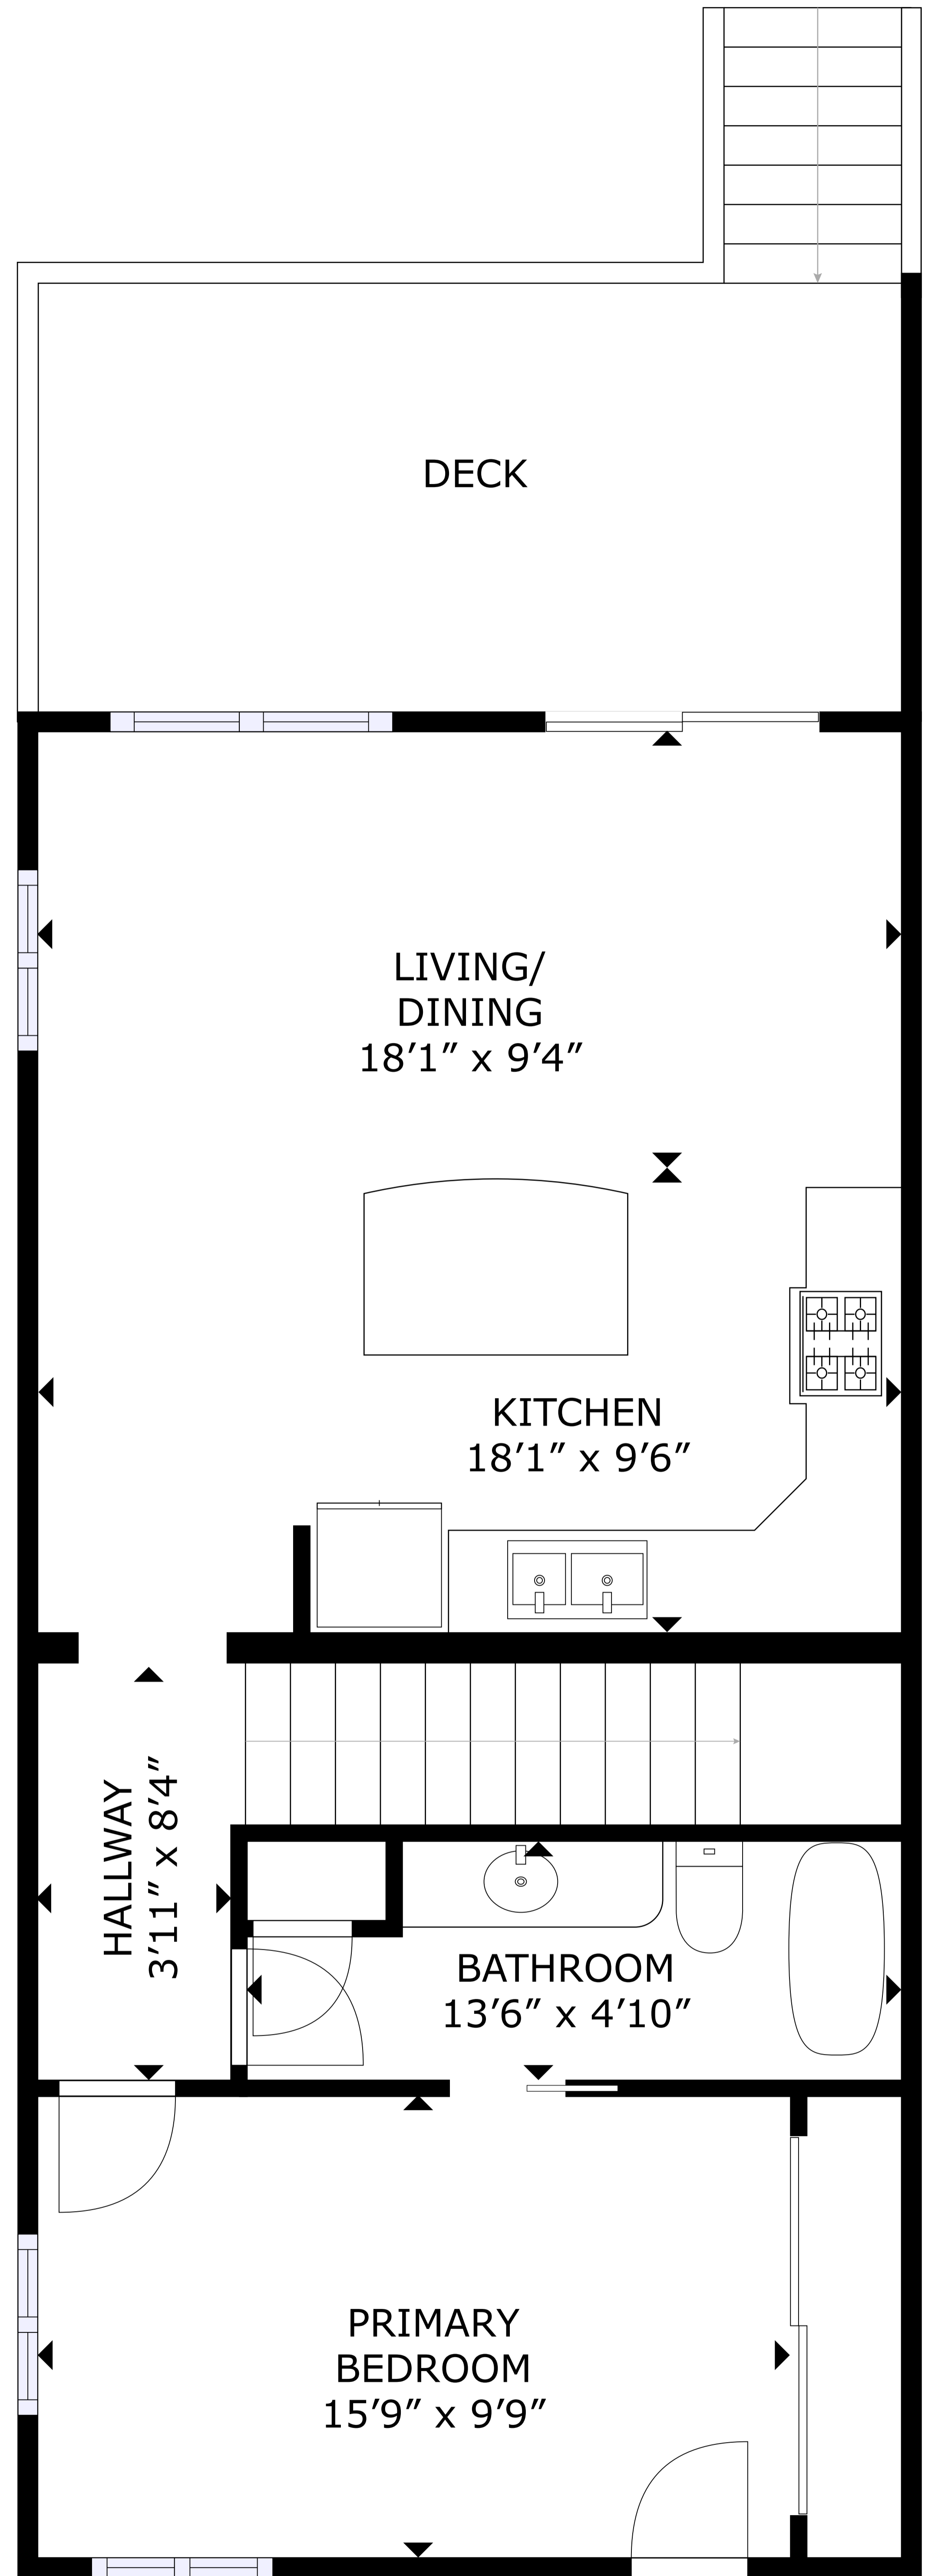 DECK
LIVING/
DINING
18′1″ x 9′4″
KITCHEN
18′1″ x 9′6″
HALLWAY
3′11″ x 8′4″
BATHROOM
13′6″ x 4′10″
PRIMARY
BEDROOM
15′9″ x 9′9″